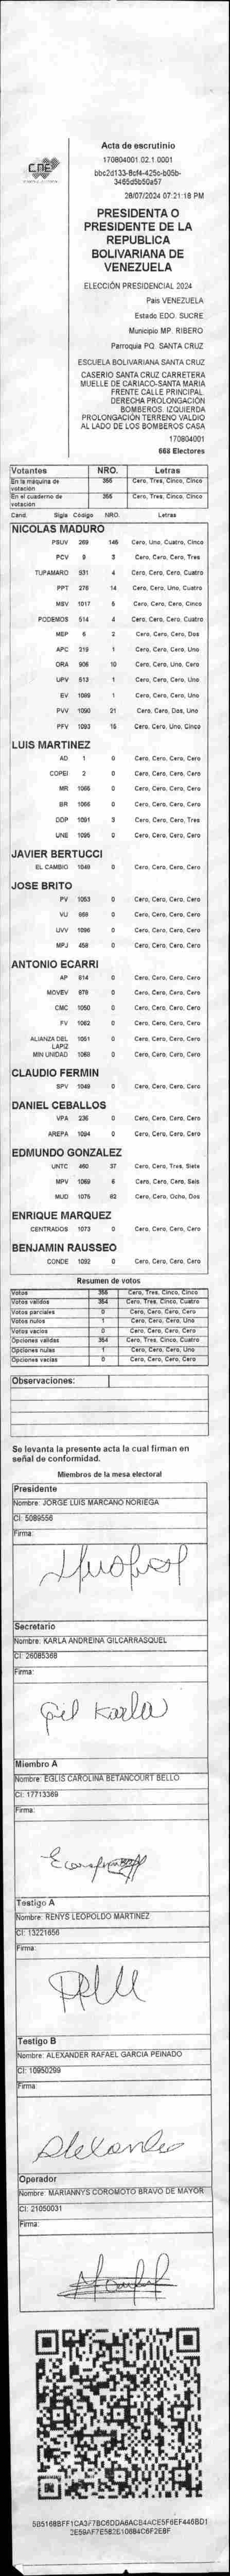 CNE
Acta de escrutinio
170804001.02.1.0001
bbc2d133-8cf4-425c-b05b-
3465d5b50a57
28/07/2024 07:21:18 PM
PRESIDENTA O
PRESIDENTE DE LA
REPUBLICA
BOLIVARIANA DE
VENEZUELA
ELECCIÓN PRESIDENCIAL 2024
Pais VENEZUELA
Estado EDO. SUCRE
Municipio MP. RIBERO
Parroquia PQ. SANTA CRUZ
ESCUELA BOLIVARIANA SANTA CRUZ
CASERIO SANTA CRUZ CARRETERA
MUELLE DE CARIACO-SANTA MARIA
FRENTE CALLE PRINCIPAL.
DERECHA PROLONGACIÓN
BOMBEROS. IZQUIERDA
PROLONGACIÓN TERRENO VALDIO
AL LADO DE LOS BOMBEROS CASA
170804001
668 Electores
Votantes NRO. Letras
En la máquina de votación 355 Cero, Tres, Cinco, Cinco
En el cuaderno de votación 355 Cero, Tres, Cinco, Cinco
Cand. Sigla Código NRO. Letras
NICOLAS MADURO
PSUV 269 145 Cero, Uno, Cuatro, Cinco
PCV 9 3 Cero, Cero, Cero, Tres
TUPAMARO 931 4 Cero, Cero, Cero, Cuatro
PPT 276 14 Cero, Cero, Uno, Cuatro
MSV 1017 5 Cero, Cero, Cero, Cinco
PODEMOS 514 4 Cero, Cero, Cero, Cuatro
MEP 6 2 Cero, Cero, Cero, Dos
APC 219 1 Cero, Cero, Cero, Uno
ORA 906 10 Cero, Cero, Uno, Cero
UPV 613 1 Cero, Cero, Cero, Uno
EV 1089 1 Cero, Cero, Cero, Uno
PVV 1090 21 Cero, Cero, Dos, Uno
PFV 1093 15 Cero, Cero, Uno, Cinco
LUIS MARTINEZ
AD 1 0 Cero, Cero, Cero, Cero
COPEI 2 0 Cero, Cero, Cero, Cero
MR 1066 0 Cero, Cero, Cero, Cero
BR 1065 0 Cero, Cero, Cero, Cero
DDP 1091 3 Cero, Cero, Cero, Tres
UNE 1095 0 Cero, Cero, Cero, Cero
JAVIER BERTUCCI
EL CAMBIO 1049 0 Cero, Cero, Cero, Cero
JOSE BRITO
PV 1053 0 Cero, Cero, Cero, Cero
VU 868 0 Cero, Cero, Cero, Cero
UVV 1096 0 Cero, Cero, Cero, Cero
MPJ 458 0 Cero, Cero, Cero, Cero
ANTONIO ECARRI
AP 814 0 Cero, Cero, Cero, Cero
MOVEV 879 0 Cero, Cero, Cero, Cero
CMC 1050 0 Cero, Cero, Cero, Cero
FV 1062 0 Cero, Cero, Cero, Cero
ALIANZA DEL LAPIZ 1051 0 Cero, Cero, Cero, Cero
MIN UNIDAD 1068 0 Cero, Cero, Cero, Cero
CLAUDIO FERMIN
SPV 1048 0 Cero, Cero, Cero, Cero
DANIEL CEBALLOS
VPA 236 0 Cero, Cero, Cero, Cero
AREPA 1094 0 Cero, Cero, Cero, Cero
EDMUNDO GONZALEZ
UNTC 460 37 Cero, Cero, Tres, Siete
MPV 1069 6 Cero, Cero, Cero, Seis
MUD 1075 82 Cero, Cero, Ocho, Dos
ENRIQUE MARQUEZ
CENTRADOS 1073 0 Cero, Cero, Cero, Cero
BENJAMIN RAUSSEO
CONDE 1092 0 Cero, Cero, Cero, Cero
Resumen de votos
Votos 355 Cero, Tres, Cinco, Cinco
Votos validos 354 Cero, Tres, Cinco, Cuatro
Votos parciales 0 Cero, Cero, Cero, Cero
Votos nulos 1 Cero, Cero, Cero, Uno
Votos vacios 0 Cero, Cero, Cero, Cero
Opciones validas 354 Cero, Tres, Cinco, Cuatro
Opciones nulas 1 Cero, Cero, Cero, Uno
Opciones vacias 0 Cero, Cero, Cero, Cero
Observaciones:
Se levanta la presente acta la cual firman en
señal de conformidad.
Miembros de la mesa electoral
Presidente
Nombre: JORGE LUIS MARCANO NORIEGA
CI: 5089556
Firma:
Secretario
Nombre: KARLA ANDREINA GILCARRASQUEL
CI: 26085368
Firma:
gil Karla
Miembro A
Nombre: EGLIS CAROLINA BETANCOURT BELLO
CI: 17713369
Firma:
Testigo A
Nombre: RENYS LEOPOLDO MARTINEZ
CI: 13221656
Firma:
Testigo B
Nombre: ALEXANDER RAFAEL GARCIA PEINADO
CI: 10950299
Firma:
Operador
Nombre: MARIANNYS COROMOTO BRAVO DE MAYOR
CI: 21050031
Firma: